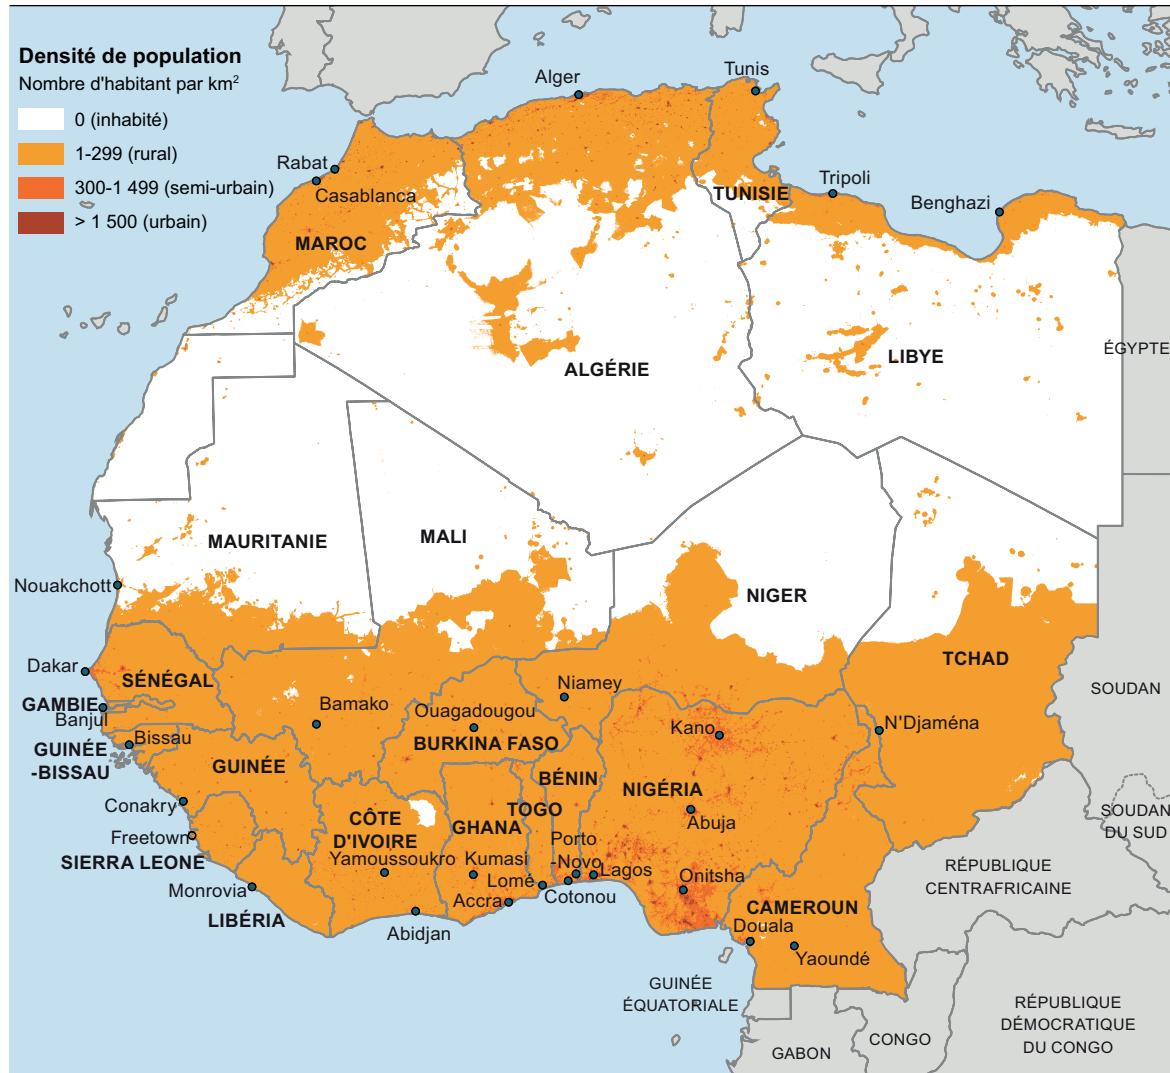 Densité de population
Nombre d'habitant par km²
0 (inhabité)
1-299 (rural)
300-1 499 (semi-urbain)
> 1 500 (urbain)
Alger
Tunis
Rabat
Casablanca
TUNISIE
Tripoli
Benghazi
MAROC
ALGÉRIE
LIBYE
ÉGYPTE
MAURITANIE
MALI
Nouakchott
NIGER
TCHAD
Dakar
SÉNÉGAL
SOUDAN
GAMBIE
Banjul
Niamey
Bamako
Ouagadougou
N'Djaména
Bissau
Kano
GUINÉE
-BISSAU
BURKINA FASO
GUINÉE
BÉNIN
NIGÉRIA
Conakry
CÔTE
D'IVOIRE
TOGO
GHANA
Abuja
SOUDAN
DU SUD
Freetown
SIERRA LEONE
Yamoussoukro
Kumasi
Porto
-Novo
Lagos
Onitsha
RÉPUBLIQUE
CENTRAFRICAINE
Monrovia
Lomé
Cotonou
LIBÉRIA
Accra
CAMEROUN
Abidjan
Douala
Yaoundé
GUINÉE
ÉQUATORIALE
RÉPUBLIQUE
DÉMOCRATIQUE
DU CONGO
CONGO
GABON